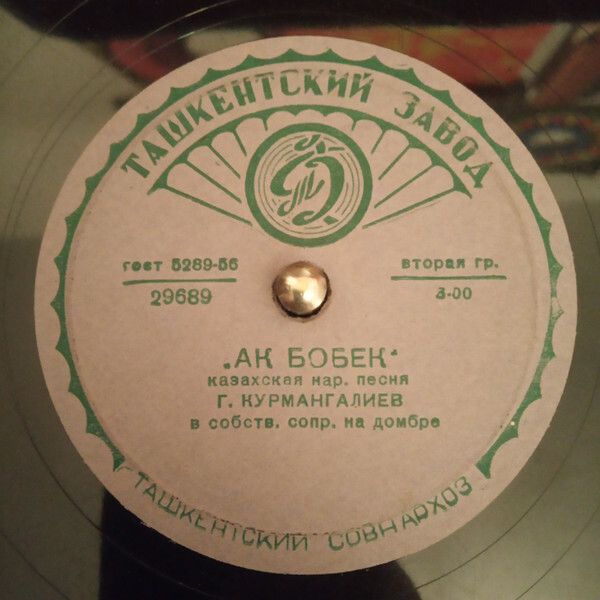 ТАШКЕНТСКИЙ ЗАВОД
гост 5289-56
29689
вторая гр.
3-00
„АК БОБЕК“
казахская нар. песня
Г. КУРМАНГАЛИЕВ
в собств. сопр. на домбре
ТАШКЕНТСКИЙ СОВНАРХОЗ